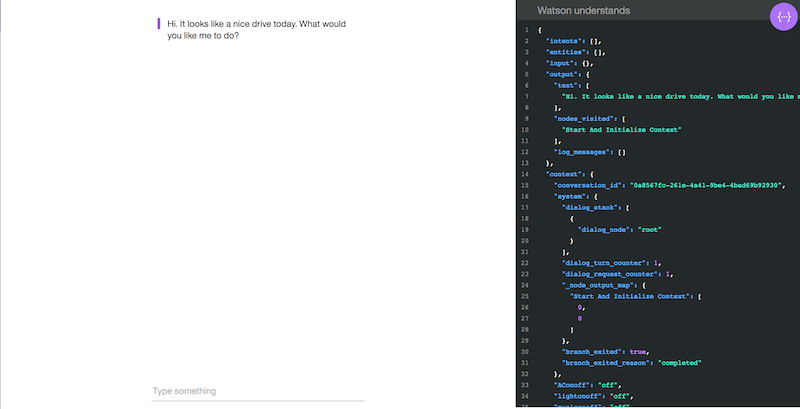 Hi. It looks like a nice drive today. What would
you like me to do?
Type something
Watson understands
{··}
1 {
2 "intents": [],
3 "entities": [],
4 "input": {},
5 "output": {
6 "text": [
7 "Hi. It looks like a nice drive today. What would you like
8 ],
9 "nodes_visited": [
10 "Start And Initialize Context"
11 ],
12 "log_messages": []
13 },
14 "context": {
15 "conversation_id": "0a8567fc-261e-4a41-9be4-4bad69b92930",
16 "system": {
17 "dialog_stack": [
18 {
19 "dialog_node": "root"
20 }
21 ],
22 "dialog_turn_counter": 1,
23 "dialog_request_counter": 1,
24 "_node_output_map": {
25 "Start And Initialize Context": [
26 0,
27 0
28 ]
29 },
30 "branch_exited": true,
31 "branch_exited_reason": "completed"
32 },
33 "AConoff": "off",
34 "lightonoff": "off",